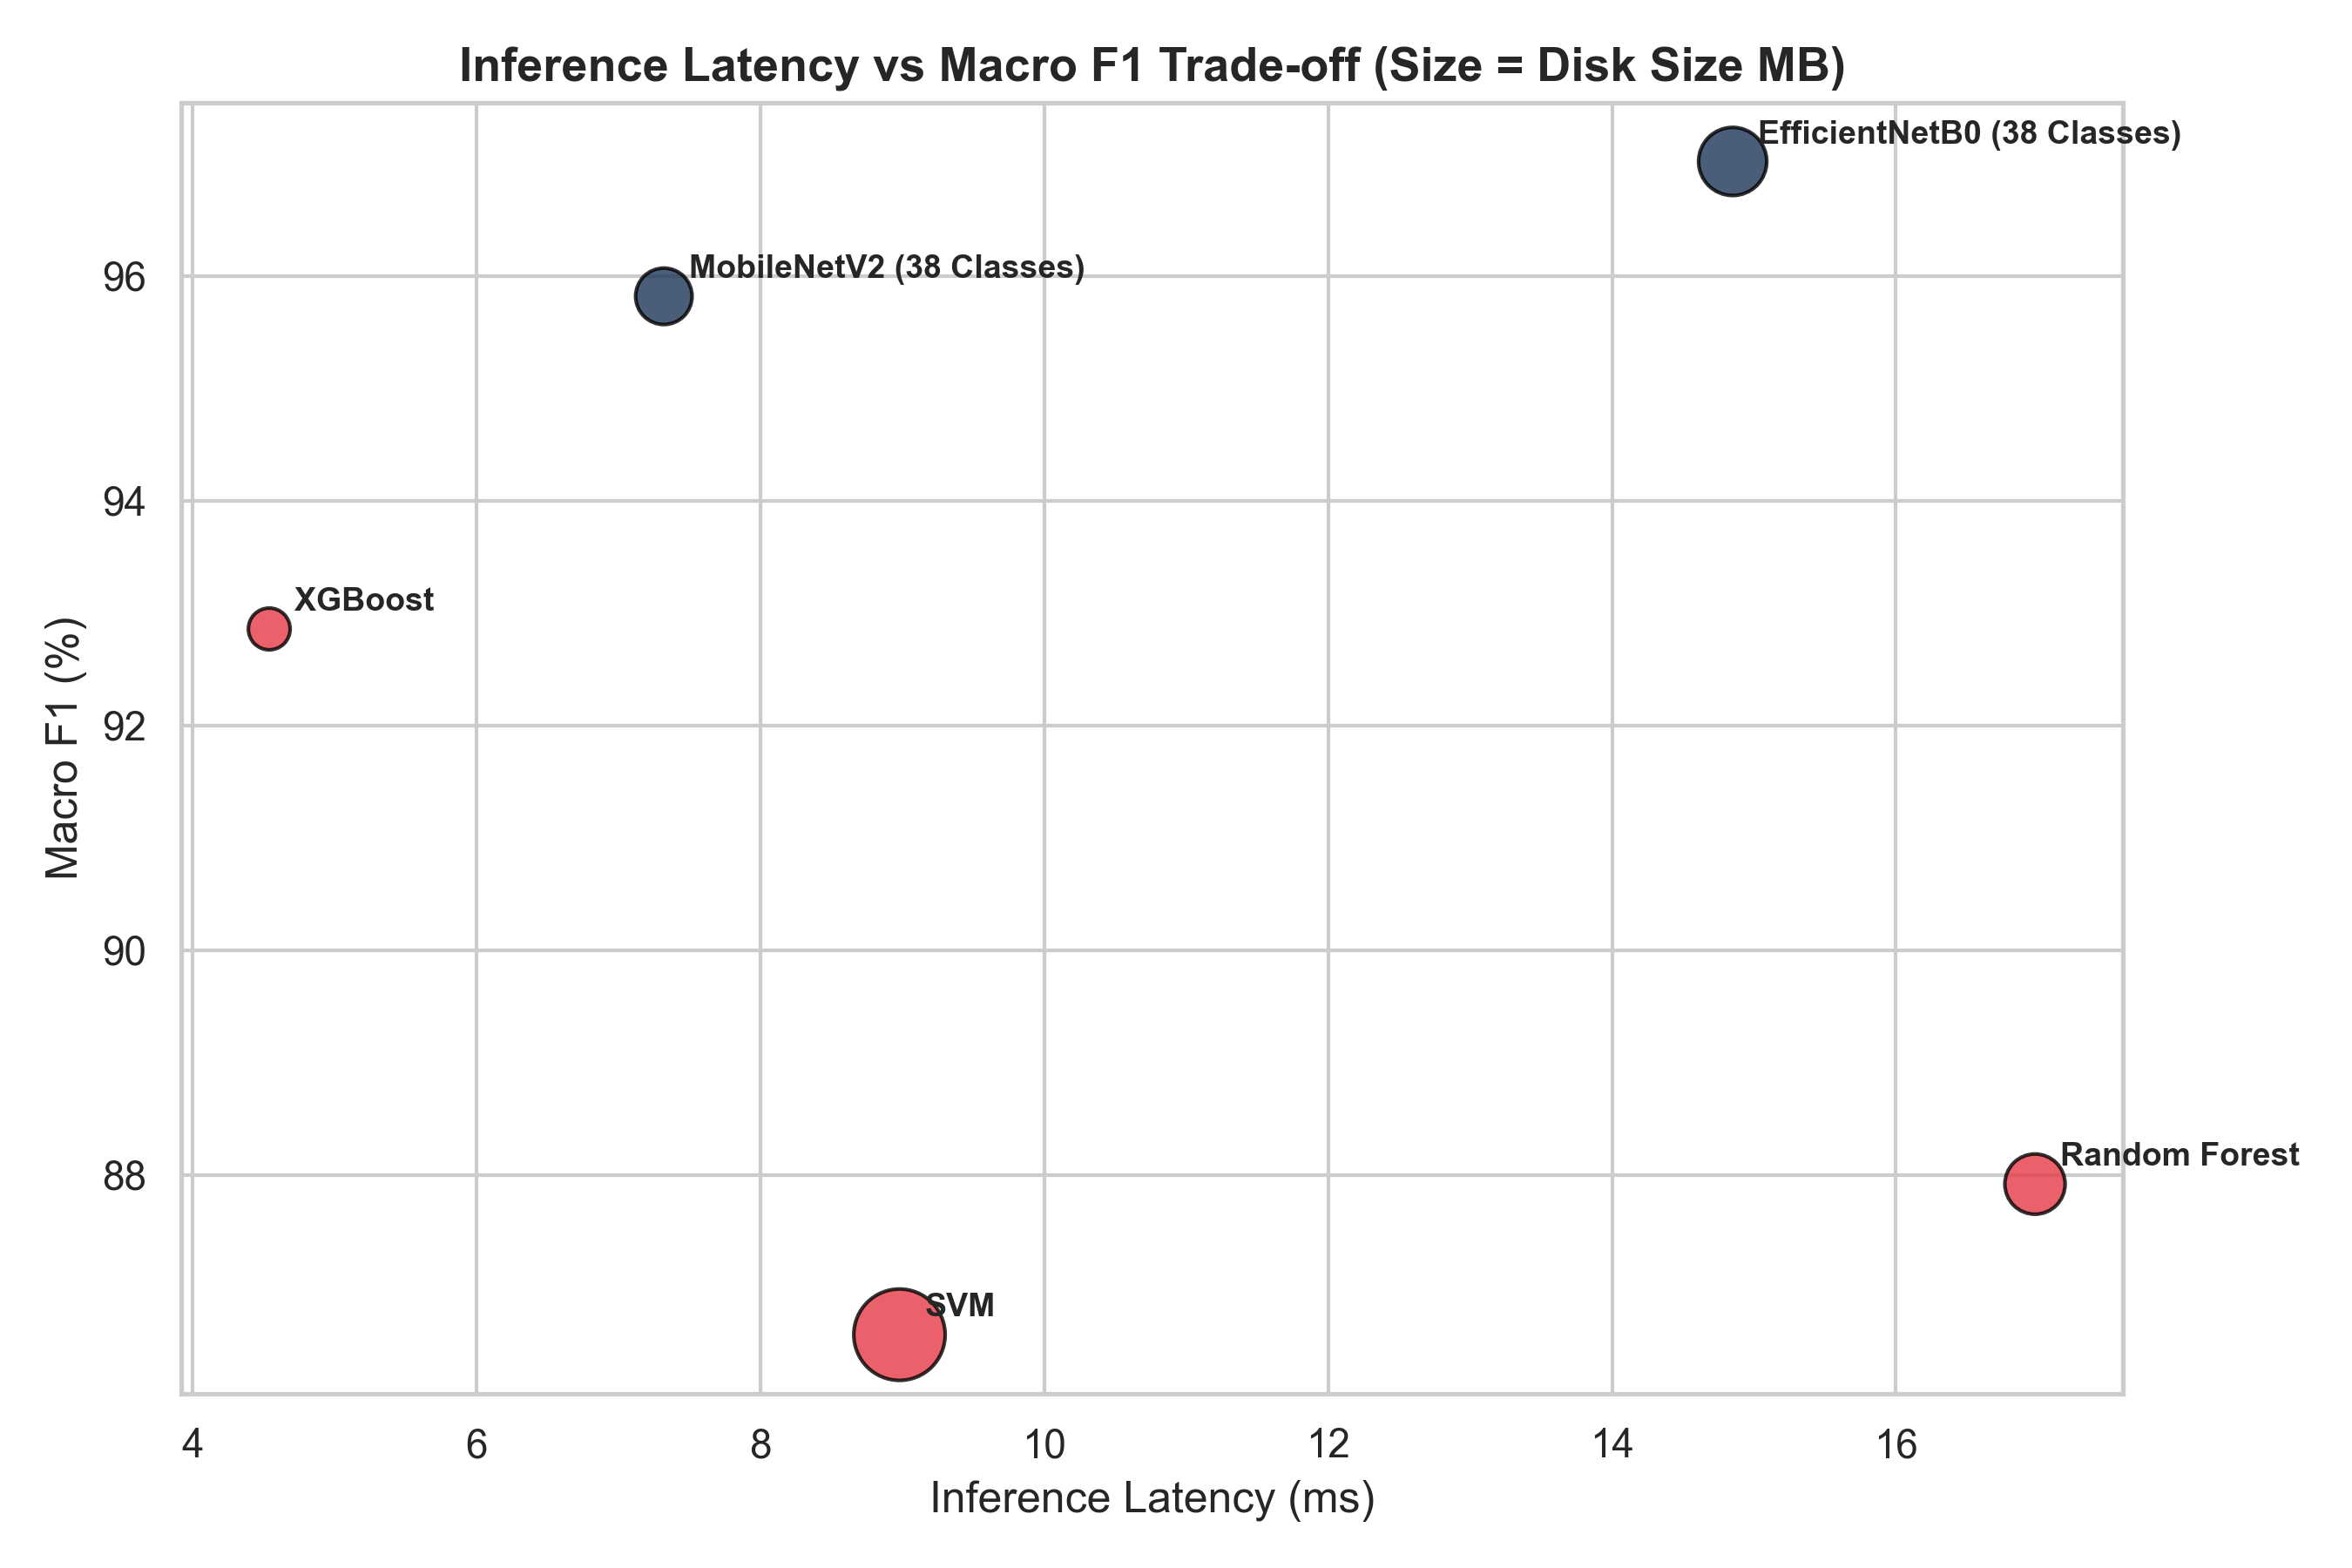 Inference Latency vs Macro F1 Trade-off (Size = Disk Size MB)
EfficientNetB0 (38 Classes)
MobileNetV2 (38 Classes)
XGBoost
Random Forest
SVM
Macro F1 (%)
96
94
92
90
88
4 6 8 10 12 14 16
Inference Latency (ms)